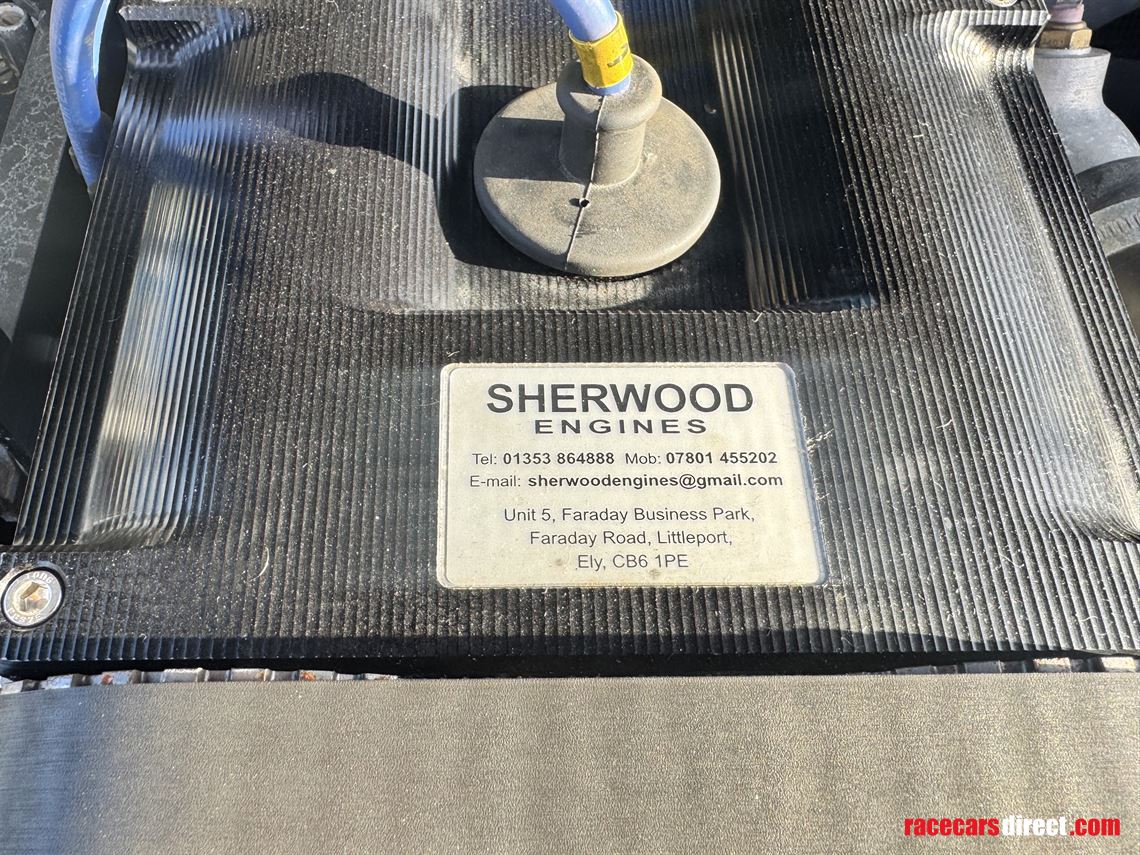 SHERWOOD
ENGINES
Tel: 01353 864888 Mob: 07801 455202
E-mail: sherwoodengines@gmail.com
Unit 5, Faraday Business Park,
Faraday Road, Littleport,
Ely, CB6 1PE
racecarsdirect.com